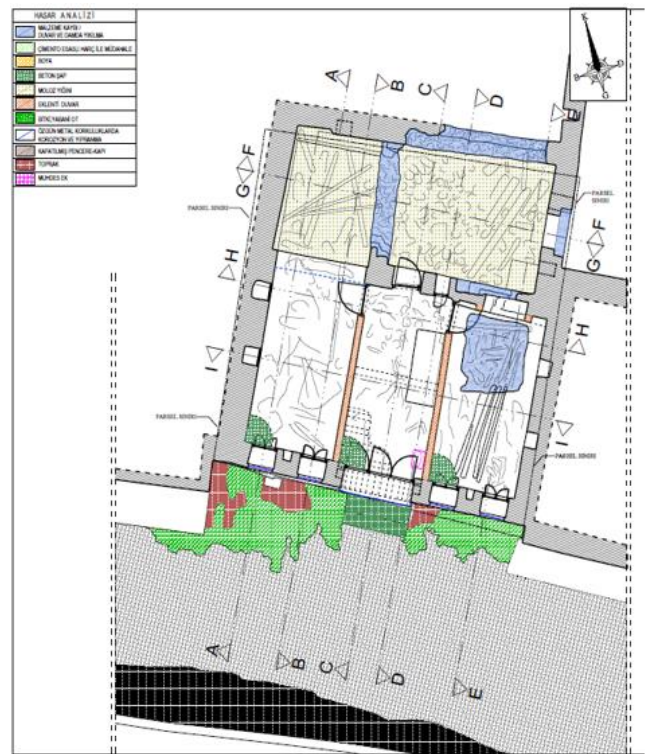 HASAR ANALİZİ
MALZEME KAYBI /
DUVAR VE DAMDA YIKILMA
ÇİMENTO ESASLI HARÇ İLE MÜDAHALE
BOYA
BETON ŞAP
MOLOZ YIĞINI
EKLENTİ DUVAR
BİTKİ,YABANİ OT
ÖZGÜN METAL KORKULUKLARDA
KOROZYON VE YIPRANMA
KAPATILMIŞ PENCERE-KAPI
TOPRAK
MUHDES EK
K
B
D
G
A
B
C
D
E
F
G
PARSEL SINIRI
PARSEL SINIRI
F
G
H
H
I
I
PARSEL SINIRI
PARSEL SINIRI
A
B
C
D
E